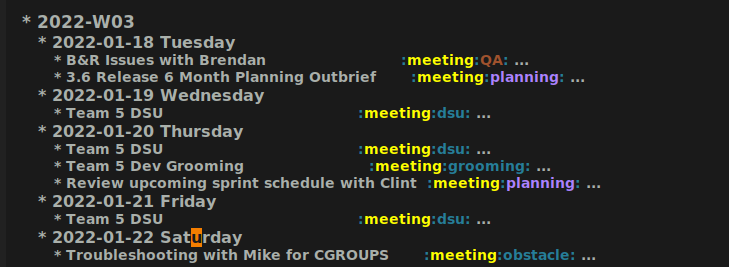 * 2022-W03
* 2022-01-18 Tuesday
* B&R Issues with Brendan :meeting:QA: ...
* 3.6 Release 6 Month Planning Outbrief :meeting:planning: ...
* 2022-01-19 Wednesday
* Team 5 DSU :meeting:dsu: ...
* 2022-01-20 Thursday
* Team 5 DSU :meeting:dsu: ...
* Team 5 Dev Grooming :meeting:grooming: ...
* Review upcoming sprint schedule with Clint :meeting:planning: ...
* 2022-01-21 Friday
* Team 5 DSU :meeting:dsu: ...
* 2022-01-22 Saturday
* Troubleshooting with Mike for CGROUPS :meeting:obstacle: ...